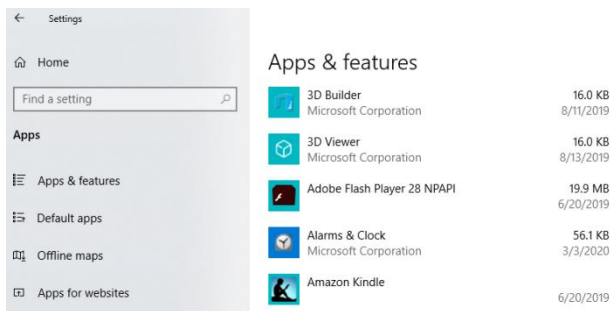 Settings
Home
Find a setting
Apps
Apps & features
Default apps
Offline maps
Apps for websites
Apps & features
3D Builder 16.0 KB
Microsoft Corporation 8/11/2019
3D Viewer 16.0 KB
Microsoft Corporation 8/13/2019
Adobe Flash Player 28 NPAPI 19.9 MB
6/20/2019
Alarms & Clock 56.1 KB
Microsoft Corporation 3/3/2020
Amazon Kindle
6/20/2019